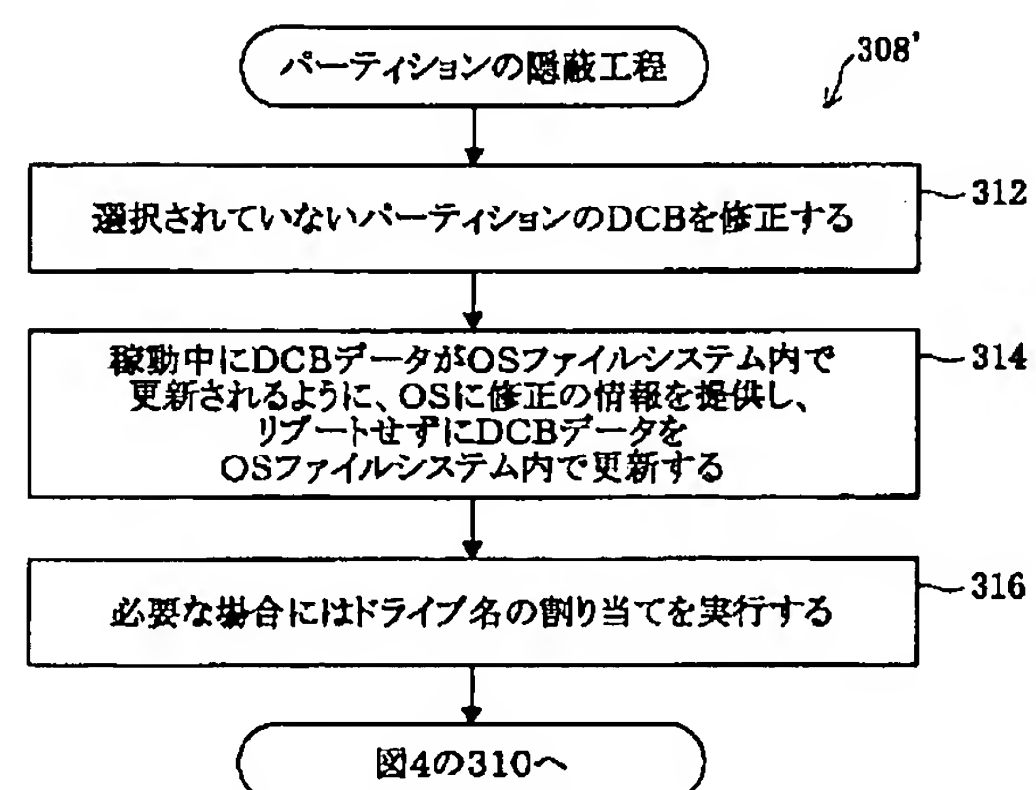 パーティションの隠蔽工程
308'
選択されていないパーティションのDCBを修正する
312
稼動中にDCBデータがOSファイルシステム内で
更新されるように、OSに修正の情報を提供し、
リブートせずにDCBデータを
OSファイルシステム内で更新する
314
必要な場合にはドライブ名の割り当てを実行する
316
図4の310へ